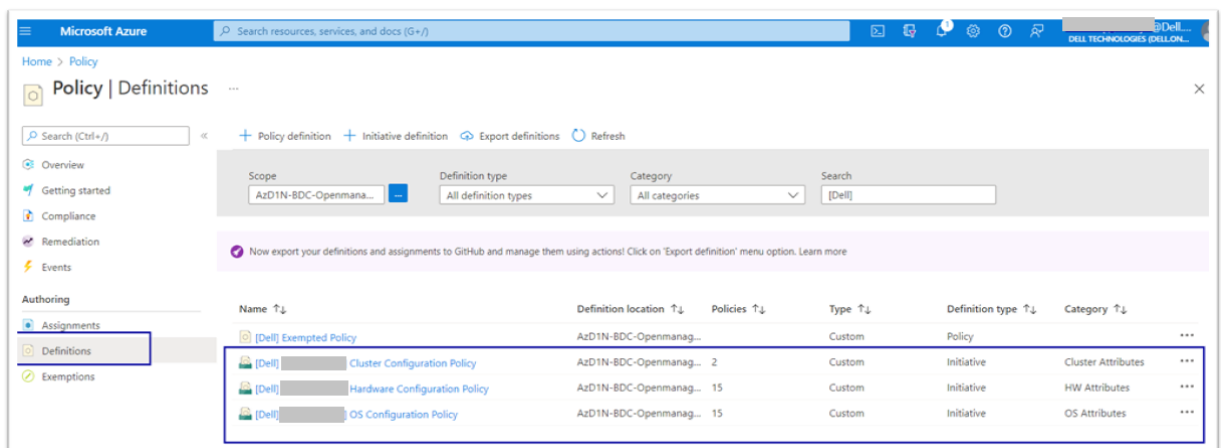 Microsoft Azure
Search resources, services, and docs (G+/)
1
@Dell....
DELL TECHNOLOGIES (DELL.ON...
Home > Policy
Policy | Definitions ...
Search (Ctrl+/)
«
+ Policy definition + Initiative definition Export definitions Refresh
Overview
Getting started
Compliance
Remediation
Events
Authoring
Assignments
Definitions
Exemptions
Scope Definition type Category Search
AzD1N-BDC-Openmana... ... All definition types All categories [Dell]
Now export your definitions and assignments to GitHub and manage them using actions! Click on 'Export definition' menu option. Learn more
Name ↑↓ Definition location ↑↓ Policies ↑↓ Type ↑↓ Definition type ↑↓ Category ↑↓
[Dell] Exempted Policy AzD1N-BDC-Openmanag... Custom Policy ...
[Dell] Cluster Configuration Policy AzD1N-BDC-Openmanag... 2 Custom Initiative Cluster Attributes ...
[Dell] Hardware Configuration Policy AzD1N-BDC-Openmanag... 15 Custom Initiative HW Attributes ...
[Dell] ] OS Configuration Policy AzD1N-BDC-Openmanag... 15 Custom Initiative OS Attributes ...